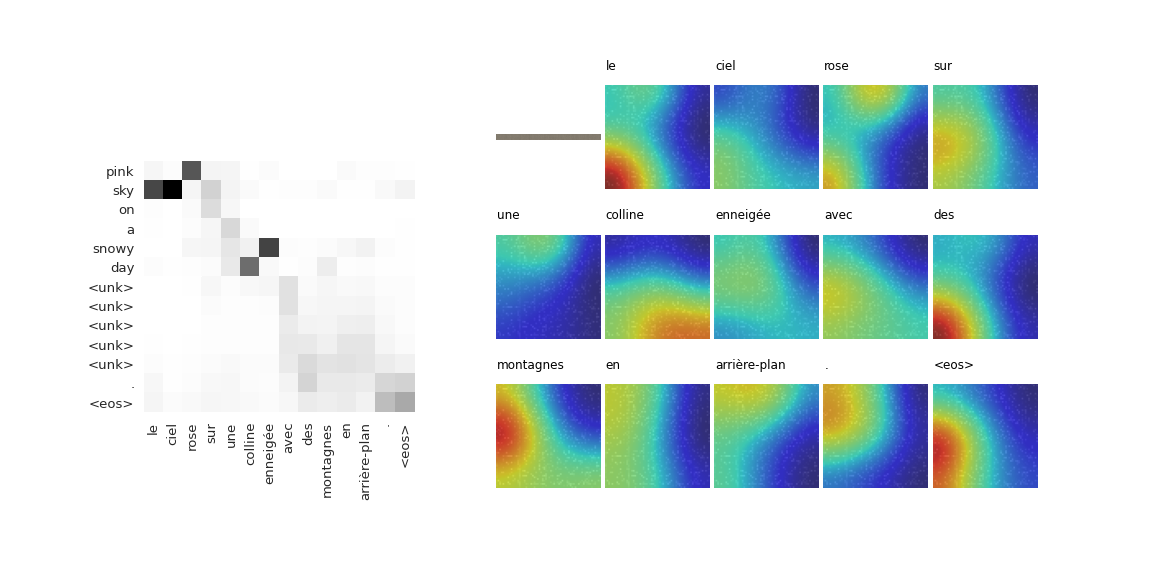 pink
sky
on
a
snowy
day
<unk>
<unk>
<unk>
<unk>
<unk>
.
<eos>
le ciel rose sur une colline enneigée avec des montagnes en arrière-plan . <eos>
le ciel rose sur
une colline enneigée avec des
montagnes en arrière-plan . <eos>